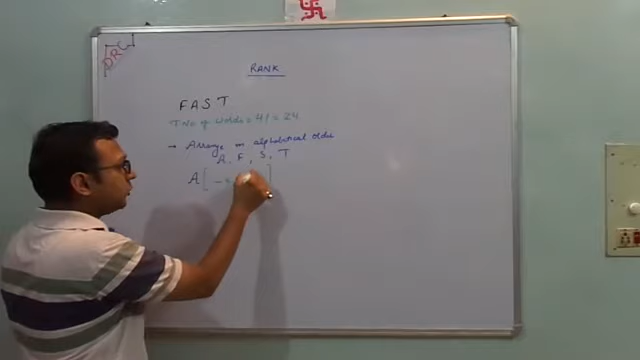 DRC
RANK
FAST
T No of words = 4! = 24
→ Arrange in alphabetical order
A, F, S, T
A [ _ ]